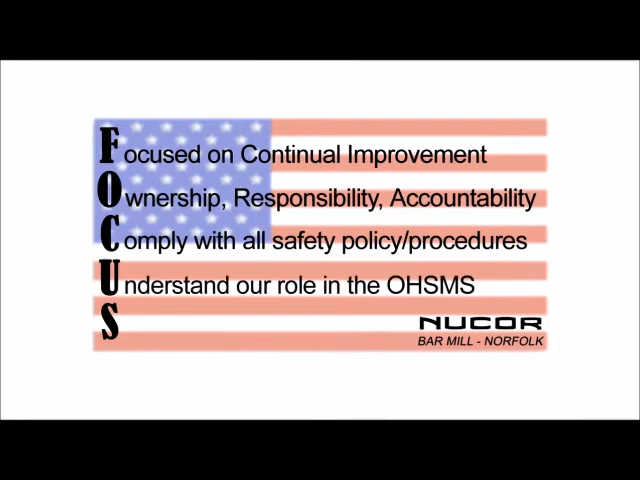 Focused on Continual Improvement
Ownership, Responsibility, Accountability
Comply with all safety policy/procedures
Understand our role in the OHSMS
S
NUCOR
BAR MILL - NORFOLK